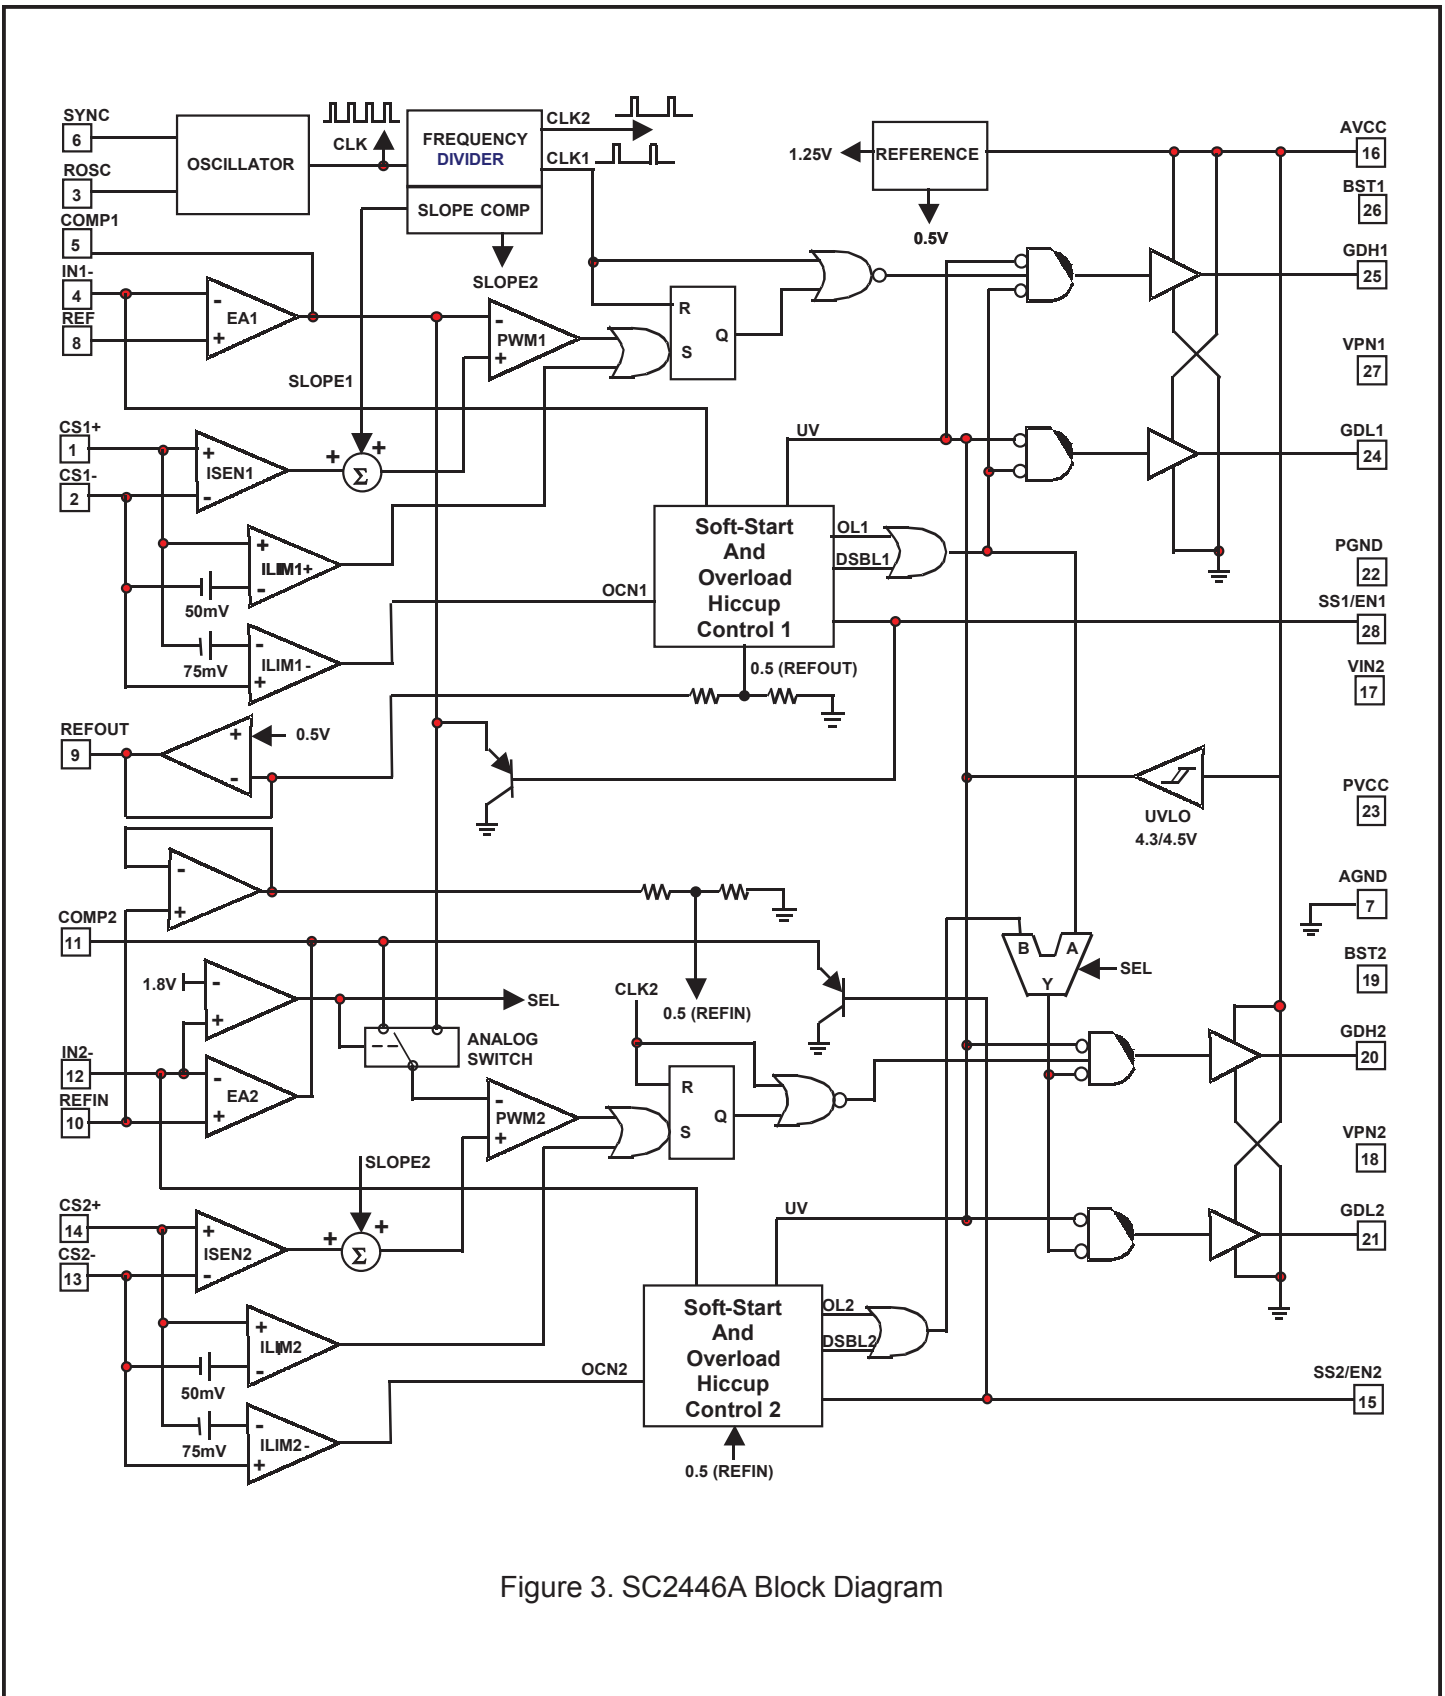 SYNC
6
ROSC
3
COMP1
5
IN1-
4
REF
8
OSCILLATOR
CLK
FREQUENCY
DIVIDER
SLOPE COMP
CLK2
CLK1
SLOPE2
1.25V
REFERENCE
0.5V
AVCC
16
BST1
26
GDH1
25
VPN1
27
GDL1
24
PGND
22
SS1/EN1
28
VIN2
17
PVCC
23
AGND
7
BST2
19
GDH2
20
VPN2
18
GDL2
21
SS2/EN2
15
-
EA1
+
-
PWM1
+
R
S
Q
SLOPE1
CS1+
1
CS1-
2
+
ISEN1
-
+
+
Σ
UV
+
ILIM1+
-
50mV
-
ILIM1-
+
75mV
OCN1
Soft-Start
And
Overload
Hiccup
Control 1
OL1
DSBL1
0.5 (REFOUT)
REFOUT
9
+
-
0.5V
UVLO
4.3/4.5V
-
+
COMP2
11
1.8V
-
+
SEL
ANALOG
SWITCH
0.5 (REFIN)
CLK2
B
A
Y
SEL
IN2-
12
REFIN
10
-
EA2
+
-
PWM2
+
R
S
Q
SLOPE2
CS2+
14
CS2-
13
+
ISEN2
-
+
+
Σ
UV
+
ILIM2
-
50mV
-
ILIM2-
+
75mV
OCN2
Soft-Start
And
Overload
Hiccup
Control 2
OL2
DSBL2
0.5 (REFIN)
Figure 3. SC2446A Block Diagram